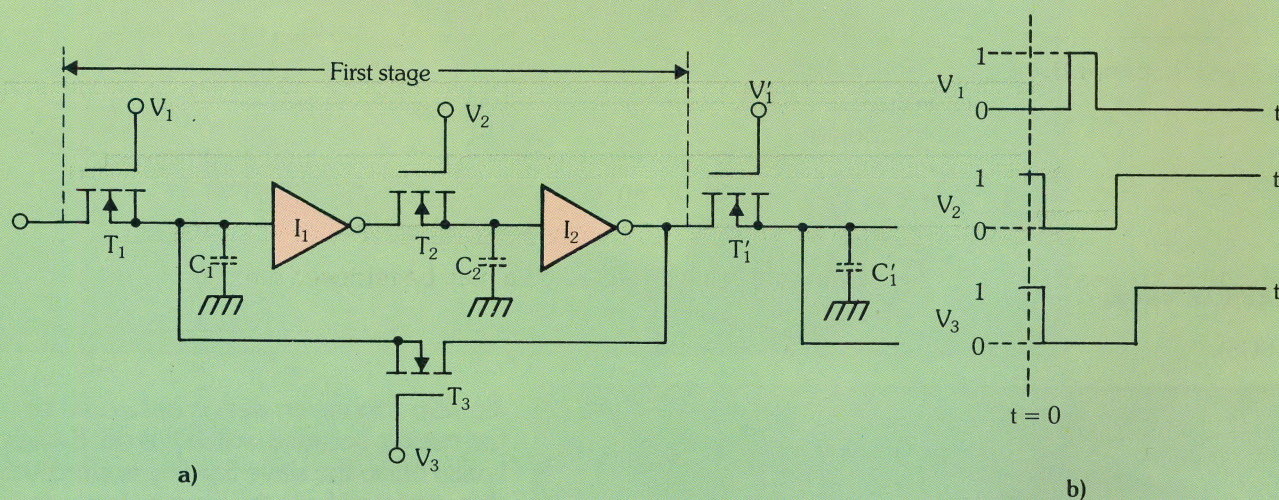 First stage
V₁
V₂
V′₁
T₁
C₁
I₁
T₂
C₂
I₂
T′₁
C′₁
T₃
V₃
a)
1
V₁
0
t
1
V₂
0
t
1
V₃
0
t
t = 0
b)